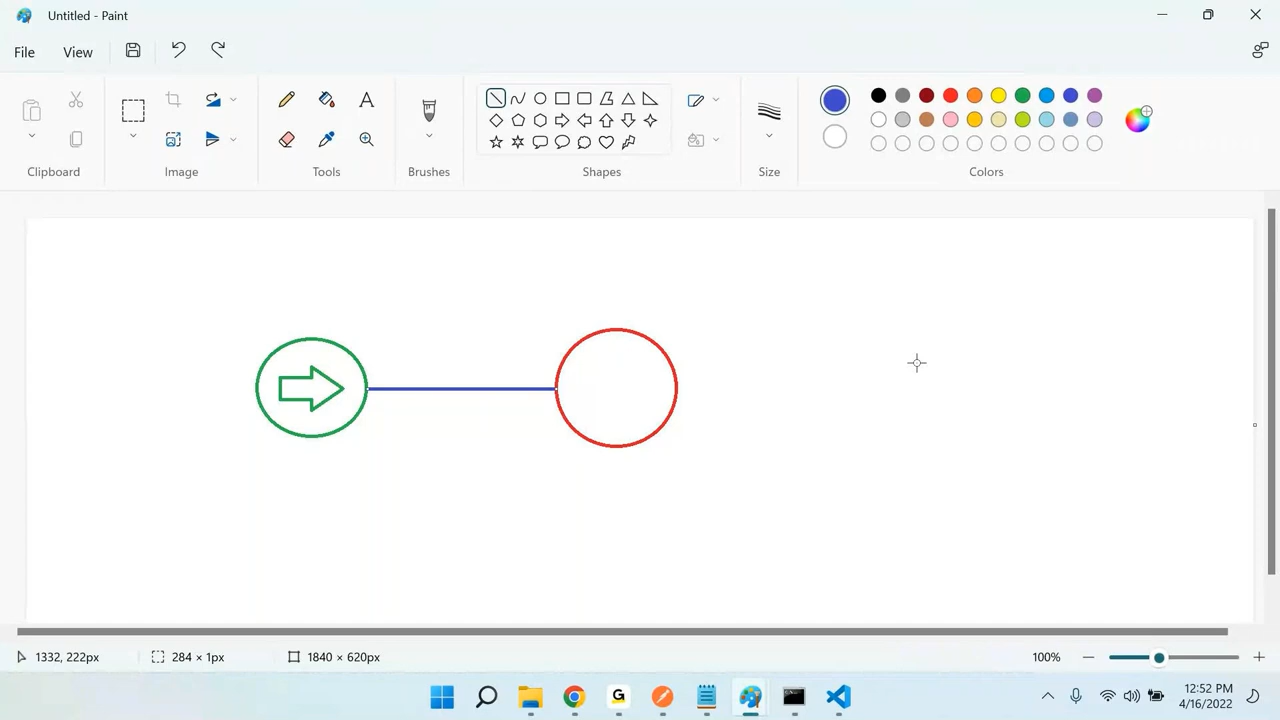 Untitled - Paint
File View
A
Clipboard Image Tools Brushes Shapes Size Colors
1332, 222px 284 × 1px 1840 × 620px 100%
G
12:52 PM
4/16/2022